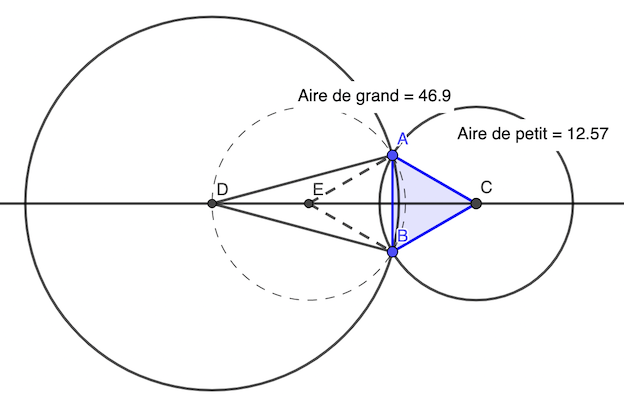 Aire de grand = 46.9
A
Aire de petit = 12.57
D
E
C
B